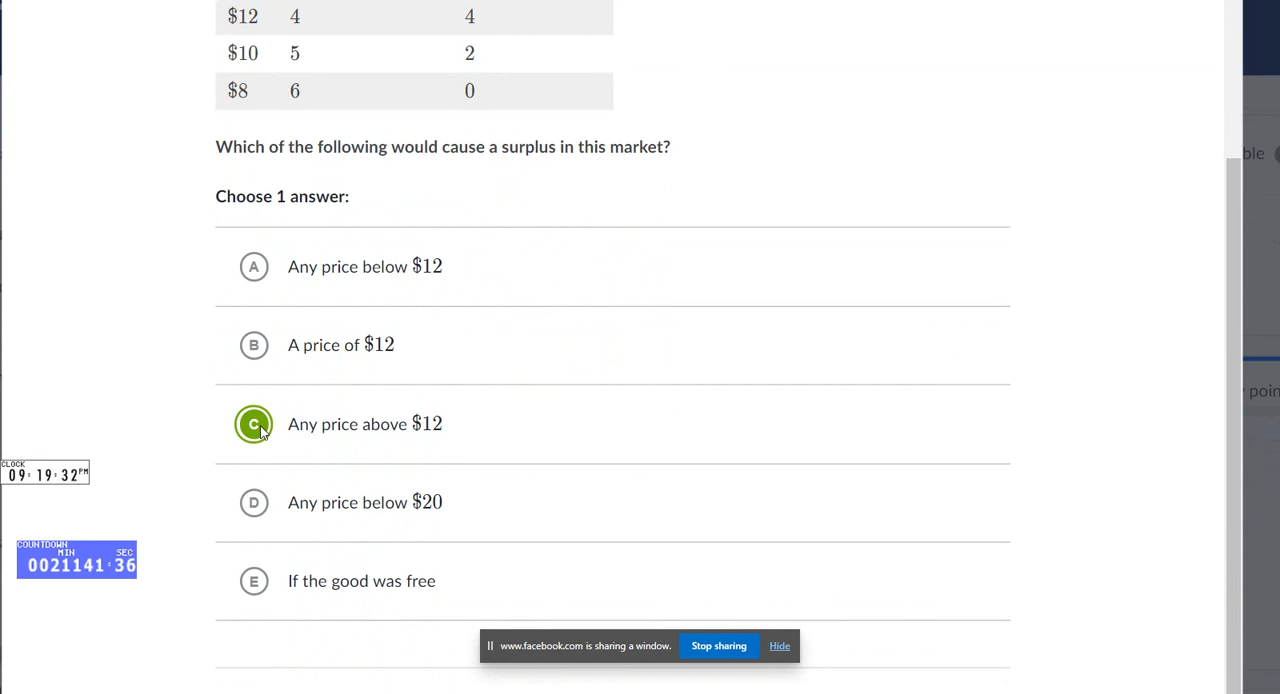 $12 4 4
$10 5 2
$8 6 0
Which of the following would cause a surplus in this market?
Choose 1 answer:
A Any price below $12
B A price of $12
C Any price above $12
D Any price below $20
E If the good was free
CLOCK
09:19:32PM
COUNTDOWN
MIN SEC
0021141:36
www.facebook.com is sharing a window. Stop sharing Hide
ble
poin